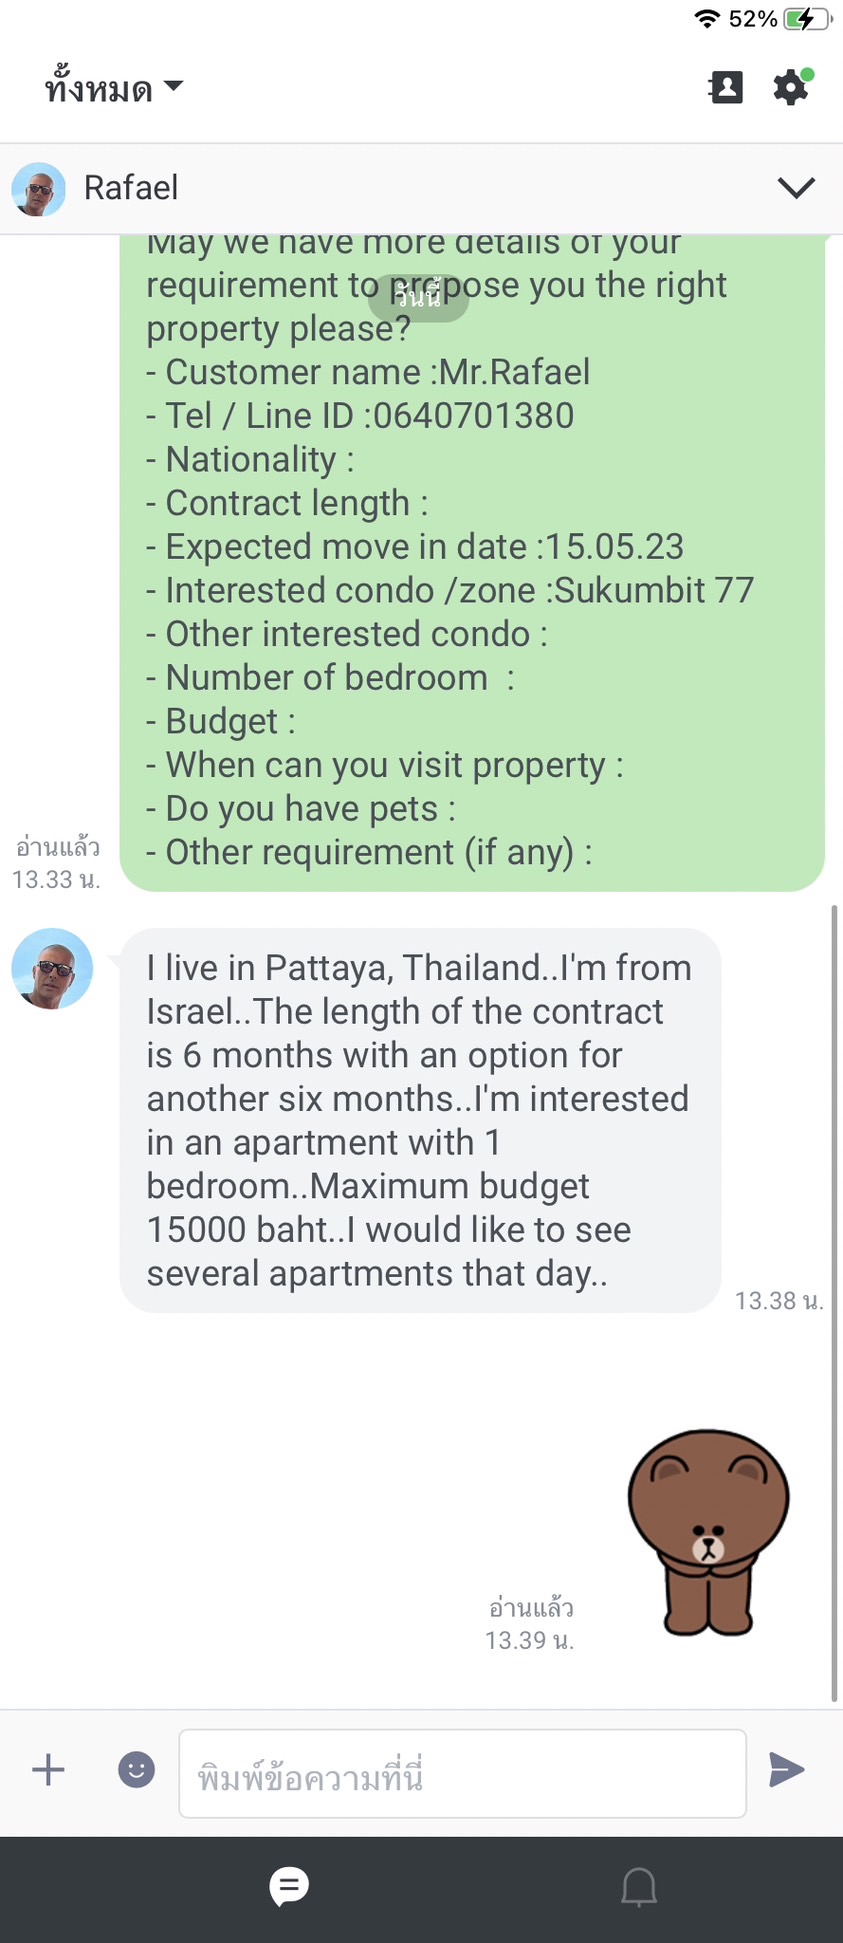 52%
ทั้งหมด
Rafael
May we have more details of your
requirement to propose you the right
วันนี้
property please?
- Customer name :Mr.Rafael
- Tel / Line ID :0640701380
- Nationality :
- Contract length :
- Expected move in date :15.05.23
- Interested condo /zone :Sukumbit 77
- Other interested condo :
- Number of bedroom  :
- Budget :
- When can you visit property :
- Do you have pets :
- Other requirement (if any) :
อ่านแล้ว
13.33 น.
I live in Pattaya, Thailand..I'm from
Israel..The length of the contract
is 6 months with an option for
another six months..I'm interested
in an apartment with 1
bedroom..Maximum budget
15000 baht..I would like to see
several apartments that day..
13.38 น.
อ่านแล้ว
13.39 น.
พิมพ์ข้อความที่นี่